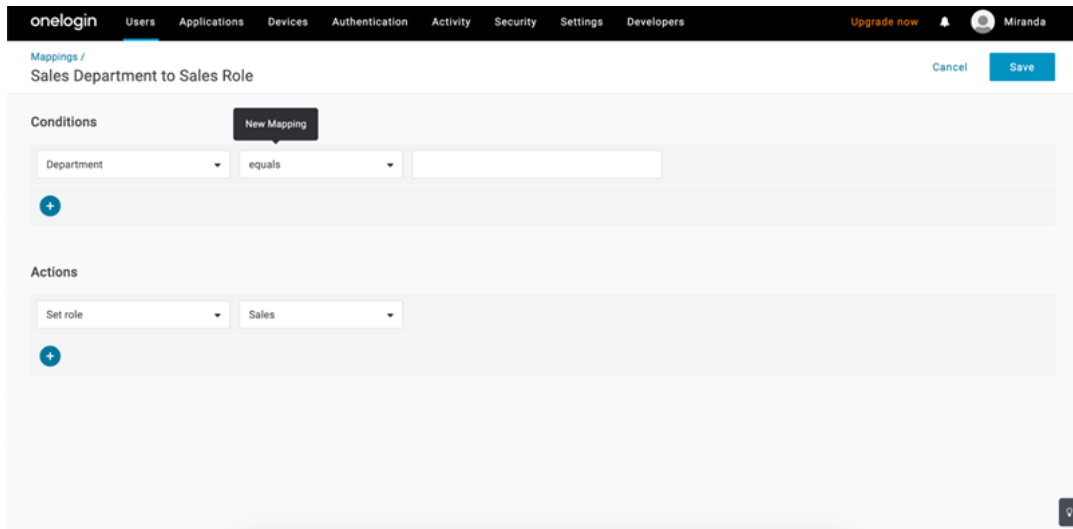 onelogin Users Applications Devices Authentication Activity Security Settings Developers Upgrade now Miranda
Mappings /
Sales Department to Sales Role
Cancel Save
Conditions
New Mapping
Department equals
Actions
Set role Sales